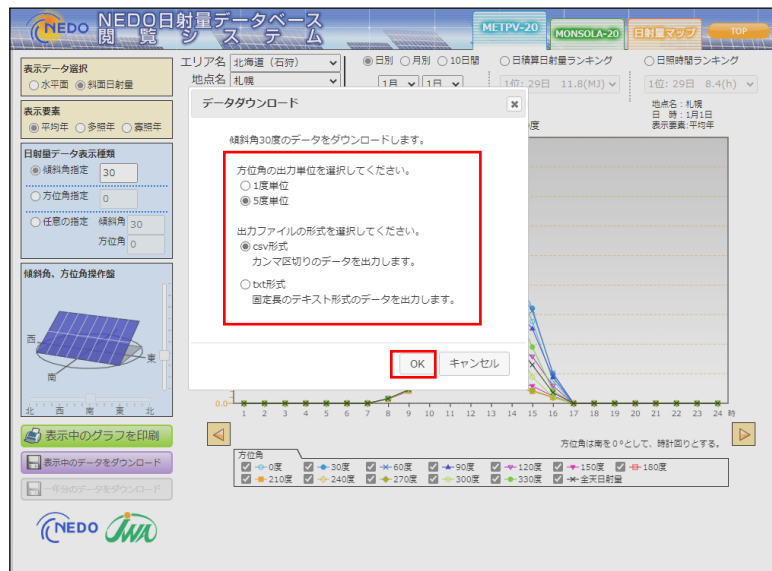 NEDO NEDO日射量データベース
閲覧システム
METPV-20 MONSOLA-20 日射量マップ TOP
表示データ選択
水平面 斜面日射量
エリア名 北海道（石狩）
地点名 札幌
日別 月別 10日間
1月 1日
日積算日射量ランキング
1位: 29日 11.8(MJ)
日照時間ランキング
1位: 29日 8.4(h)
地点名：札幌
日 時：1月1日
表示要素:平均年
度
表示要素
平均年 多照年 寡照年
日射量データ表示種類
傾斜角指定 30
方位角指定 0
任意の指定 傾斜角 30
方位角 0
傾斜角、方位角操作盤
西
東
南
北 西 南 東 北
データダウンロード
傾斜角30度のデータをダウンロードします。
方位角の出力単位を選択してください。
1度単位
5度単位
出力ファイルの形式を選択してください。
csv形式
カンマ区切りのデータを出力します。
txt形式
固定長のテキスト形式のデータを出力します。
OK キャンセル
0.0
1 2 3 4 5 6 7 8 9 10 11 12 13 14 15 16 17 18 19 20 21 22 23 24 時
方位角は南を0°として、時計回りとする。
方位角
0度 30度 60度 90度 120度 150度 180度
210度 240度 270度 300度 330度 全天日射量
表示中のグラフを印刷
表示中のデータをダウンロード
一年分のデータをダウンロード
NEDO JWA